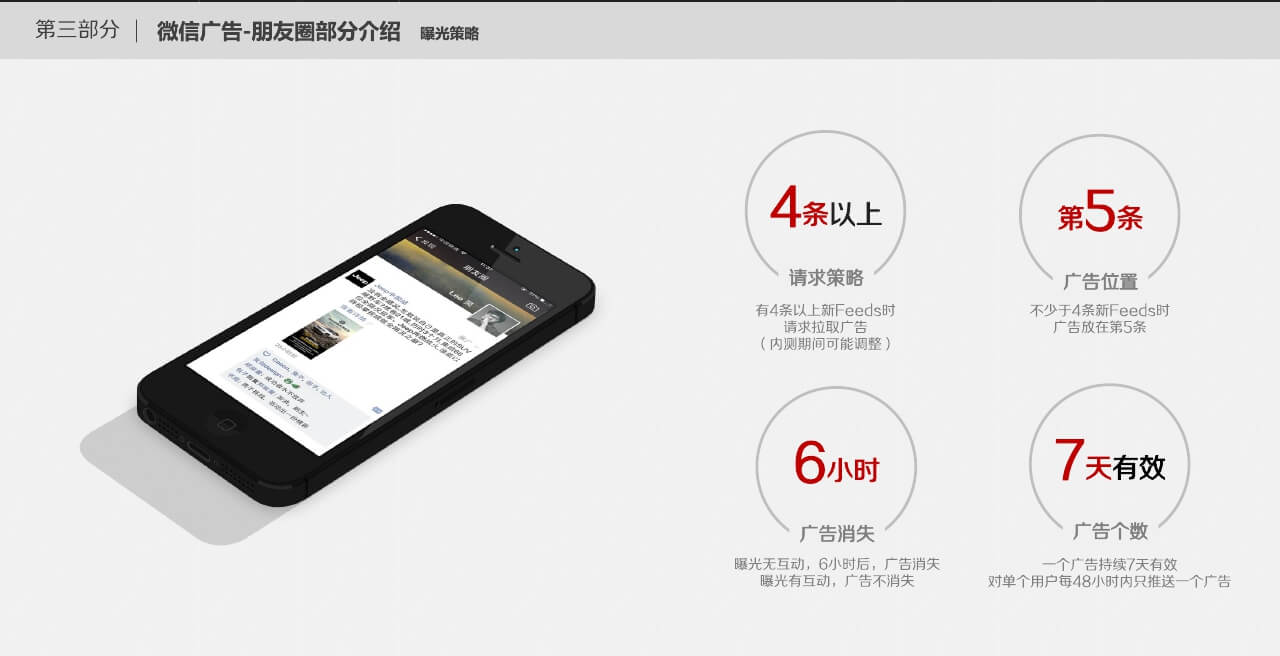 第三部分 微信广告-朋友圈部分介绍 曝光策略
4条以上
请求策略
有4条以上新Feeds时
请求拉取广告
（内测期间可能调整）
第5条
广告位置
不少于4条新Feeds时
广告放在第5条
6小时
广告消失
曝光无互动，6小时后，广告消失
曝光有互动，广告不消失
7天有效
广告个数
一个广告持续7天有效
对单个用户每48小时内只推送一个广告
发现
朋友圈
Jeep